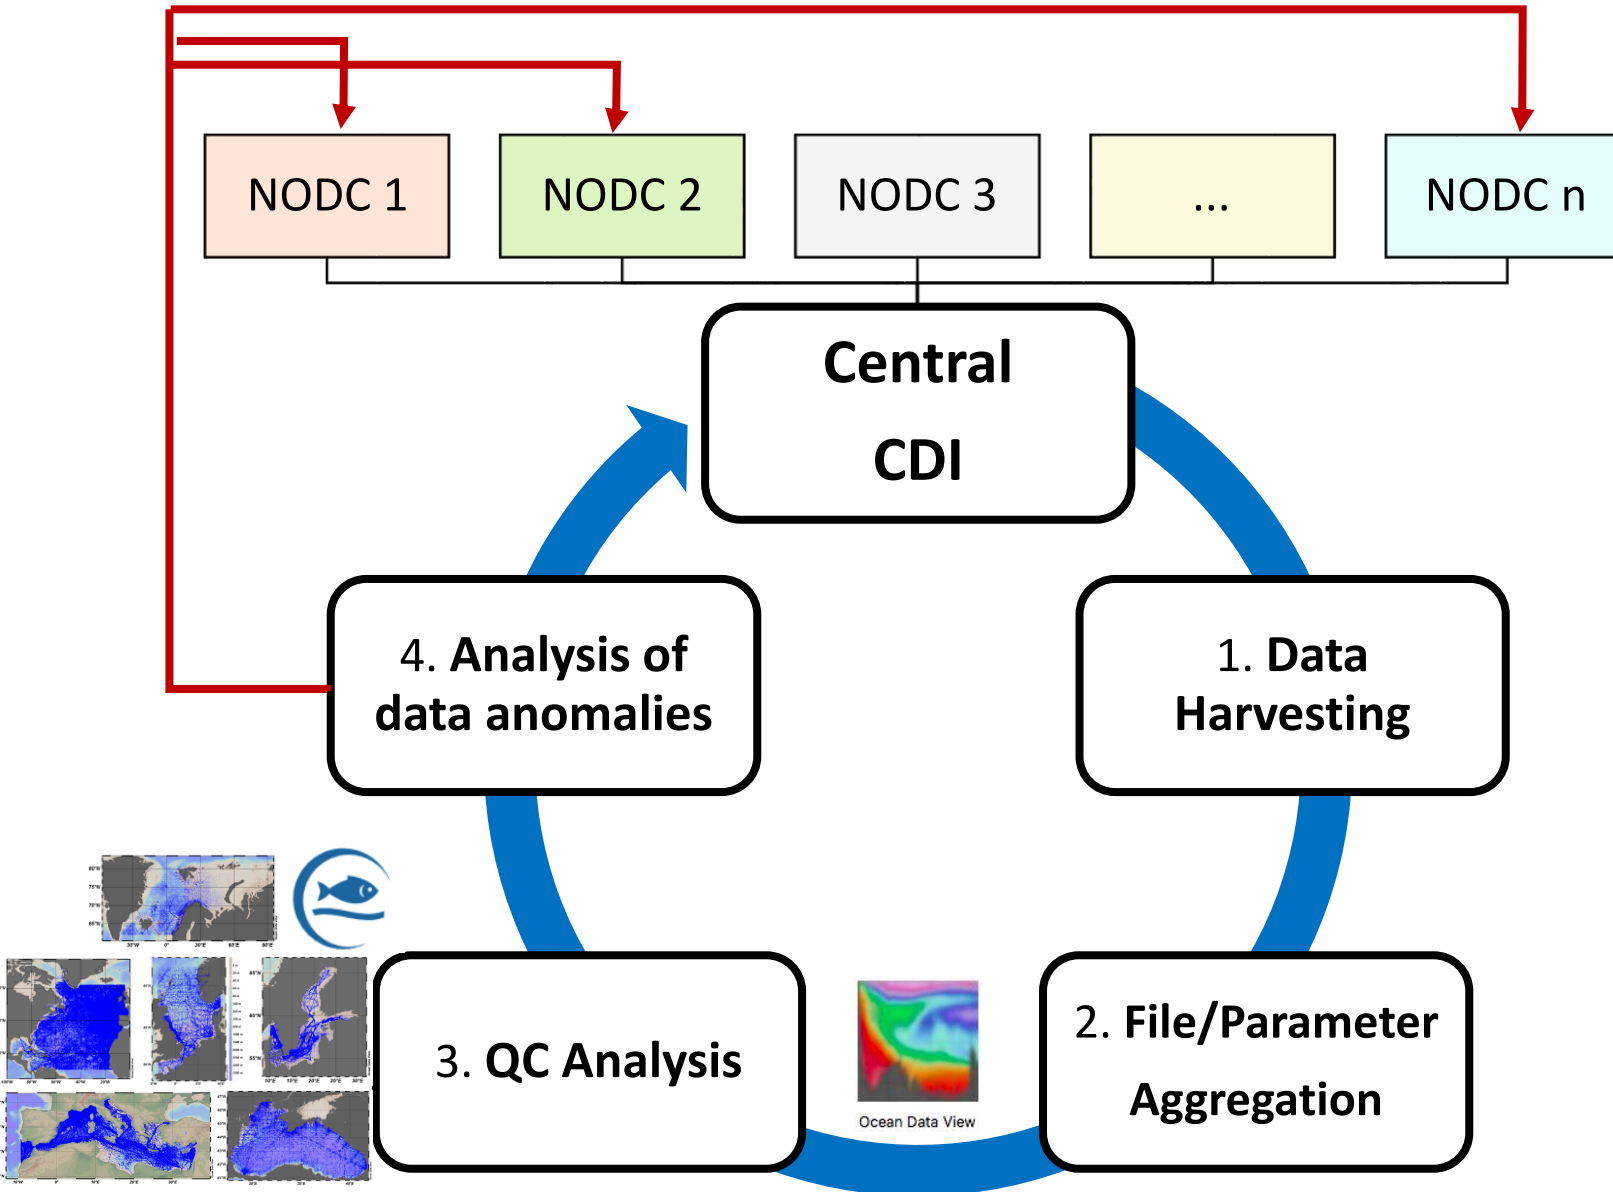 NODC 1
NODC 2
NODC 3
...
NODC n
Central
CDI
4. Analysis of
data anomalies
1. Data
Harvesting
3. QC Analysis
2. File/Parameter
Aggregation
Ocean Data View